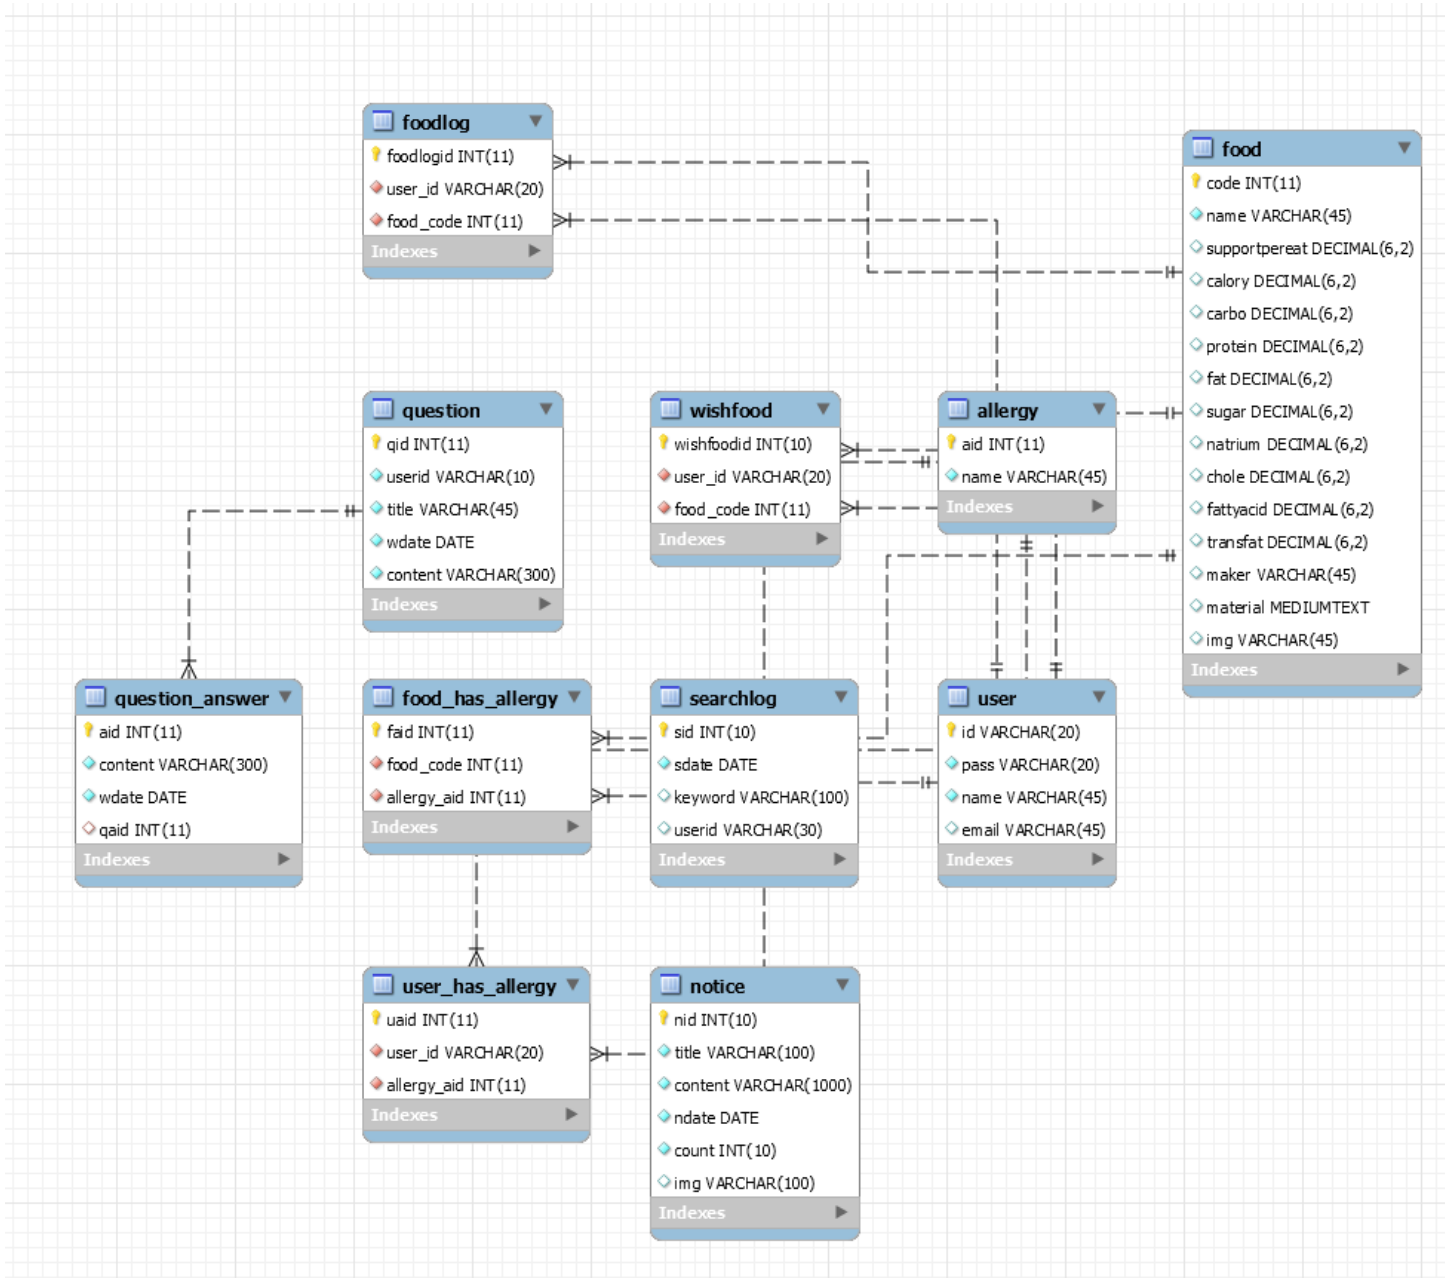 foodlog
foodlogid INT(11)
user_id VARCHAR(20)
food_code INT(11)
Indexes
food
code INT(11)
name VARCHAR(45)
supportpereat DECIMAL(6,2)
calory DECIMAL(6,2)
carbo DECIMAL(6,2)
protein DECIMAL(6,2)
fat DECIMAL(6,2)
sugar DECIMAL(6,2)
natrium DECIMAL(6,2)
chole DECIMAL(6,2)
fattyacid DECIMAL(6,2)
transfat DECIMAL(6,2)
maker VARCHAR(45)
material MEDIUMTEXT
img VARCHAR(45)
Indexes
question
qid INT(11)
userid VARCHAR(10)
title VARCHAR(45)
wdate DATE
content VARCHAR(300)
Indexes
wishfood
wishfoodid INT(10)
user_id VARCHAR(20)
food_code INT(11)
Indexes
allergy
aid INT(11)
name VARCHAR(45)
Indexes
question_answer
aid INT(11)
content VARCHAR(300)
wdate DATE
qaid INT(11)
Indexes
food_has_allergy
faid INT(11)
food_code INT(11)
allergy_aid INT(11)
Indexes
searchlog
sid INT(10)
sdate DATE
keyword VARCHAR(100)
userid VARCHAR(30)
Indexes
user
id VARCHAR(20)
pass VARCHAR(20)
name VARCHAR(45)
email VARCHAR(45)
Indexes
user_has_allergy
uaid INT(11)
user_id VARCHAR(20)
allergy_aid INT(11)
Indexes
notice
nid INT(10)
title VARCHAR(100)
content VARCHAR(1000)
ndate DATE
count INT(10)
img VARCHAR(100)
Indexes